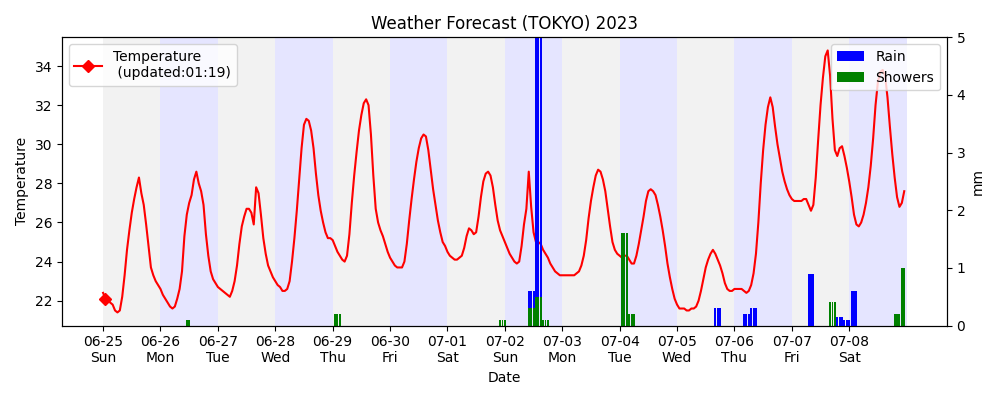 Weather Forecast (TOKYO) 2023
Temperature
(updated:01:19)
Rain
Showers
Temperature
34
32
30
28
26
24
22
5
4
3
2
1
0
mm
06-25 06-26 06-27 06-28 06-29 06-30 07-01 07-02 07-03 07-04 07-05 07-06 07-07 07-08
Sun Mon Tue Wed Thu Fri Sat Sun Mon Tue Wed Thu Fri Sat
Date